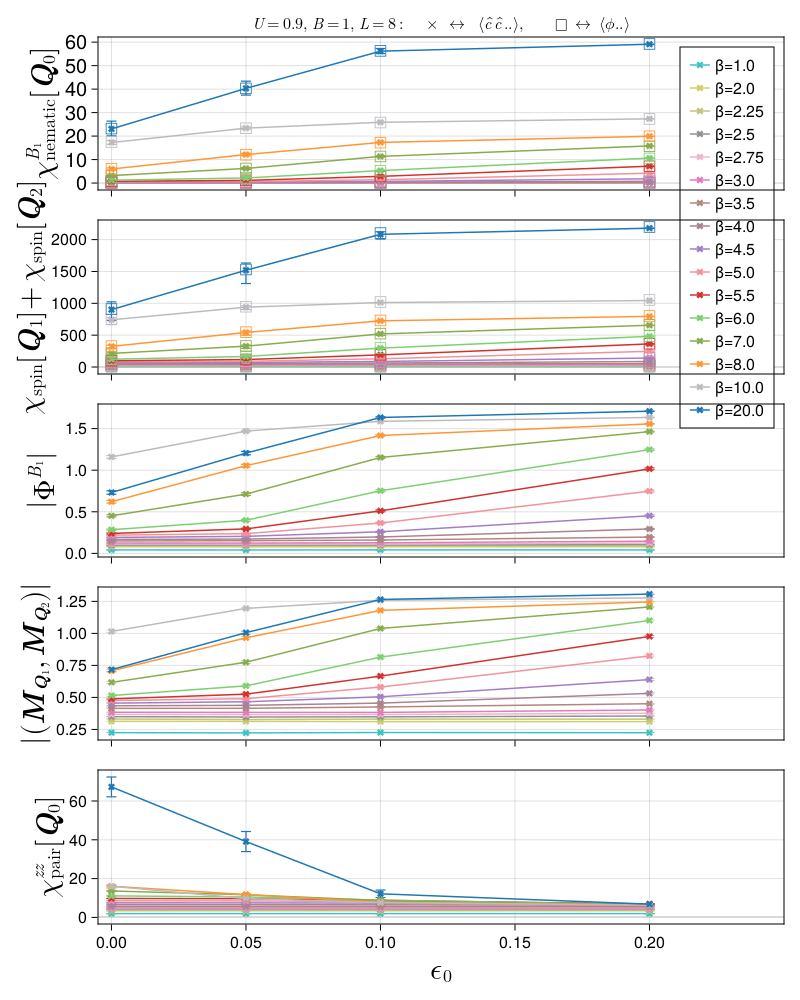 U = 0.9, B = 1, L = 8 :    × ↔ ⟨ĉ ĉ ..⟩,    □ ↔ ⟨ϕ..⟩
χ^{B_1}_{nematic}[Q_0]
60
50
40
30
20
10
0
χ_{spin}[Q_1] + χ_{spin}[Q_2]
2000
1500
1000
500
0
|Φ^{B_1}|
1.5
1.0
0.5
0.0
|(M_{Q_1}, M_{Q_2})|
1.25
1.00
0.75
0.50
0.25
χ^{zz}_{pair}[Q_0]
60
40
20
0
0.00 0.05 0.10 0.15 0.20
ϵ_0
β=1.0
β=2.0
β=2.25
β=2.5
β=2.75
β=3.0
β=3.5
β=4.0
β=4.5
β=5.0
β=5.5
β=6.0
β=7.0
β=8.0
β=10.0
β=20.0